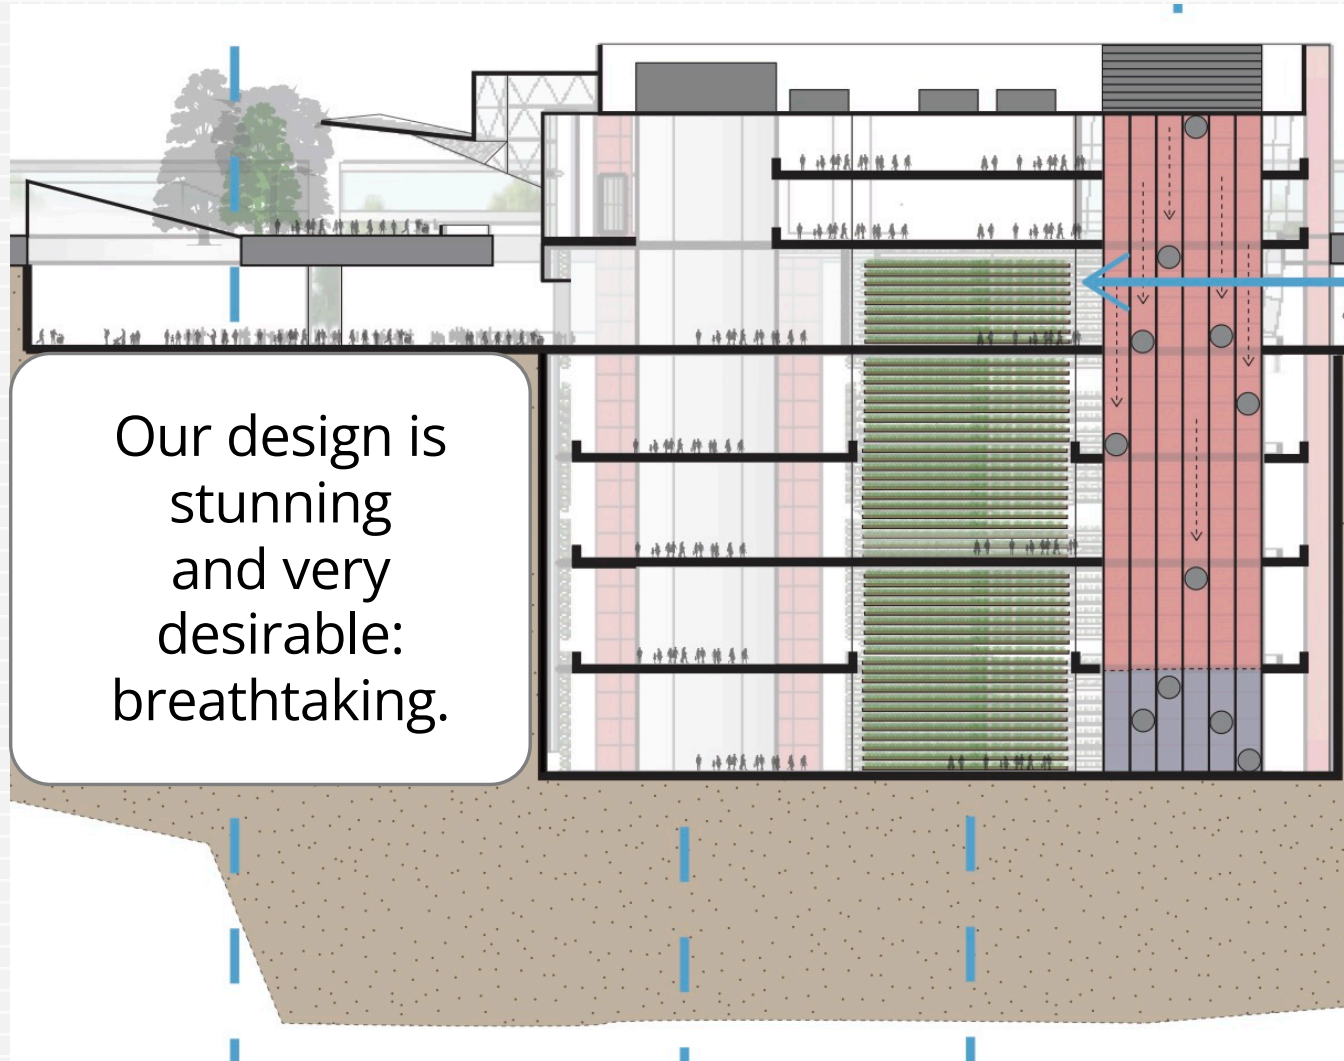 Our design is
stunning
and very
desirable:
breathtaking.